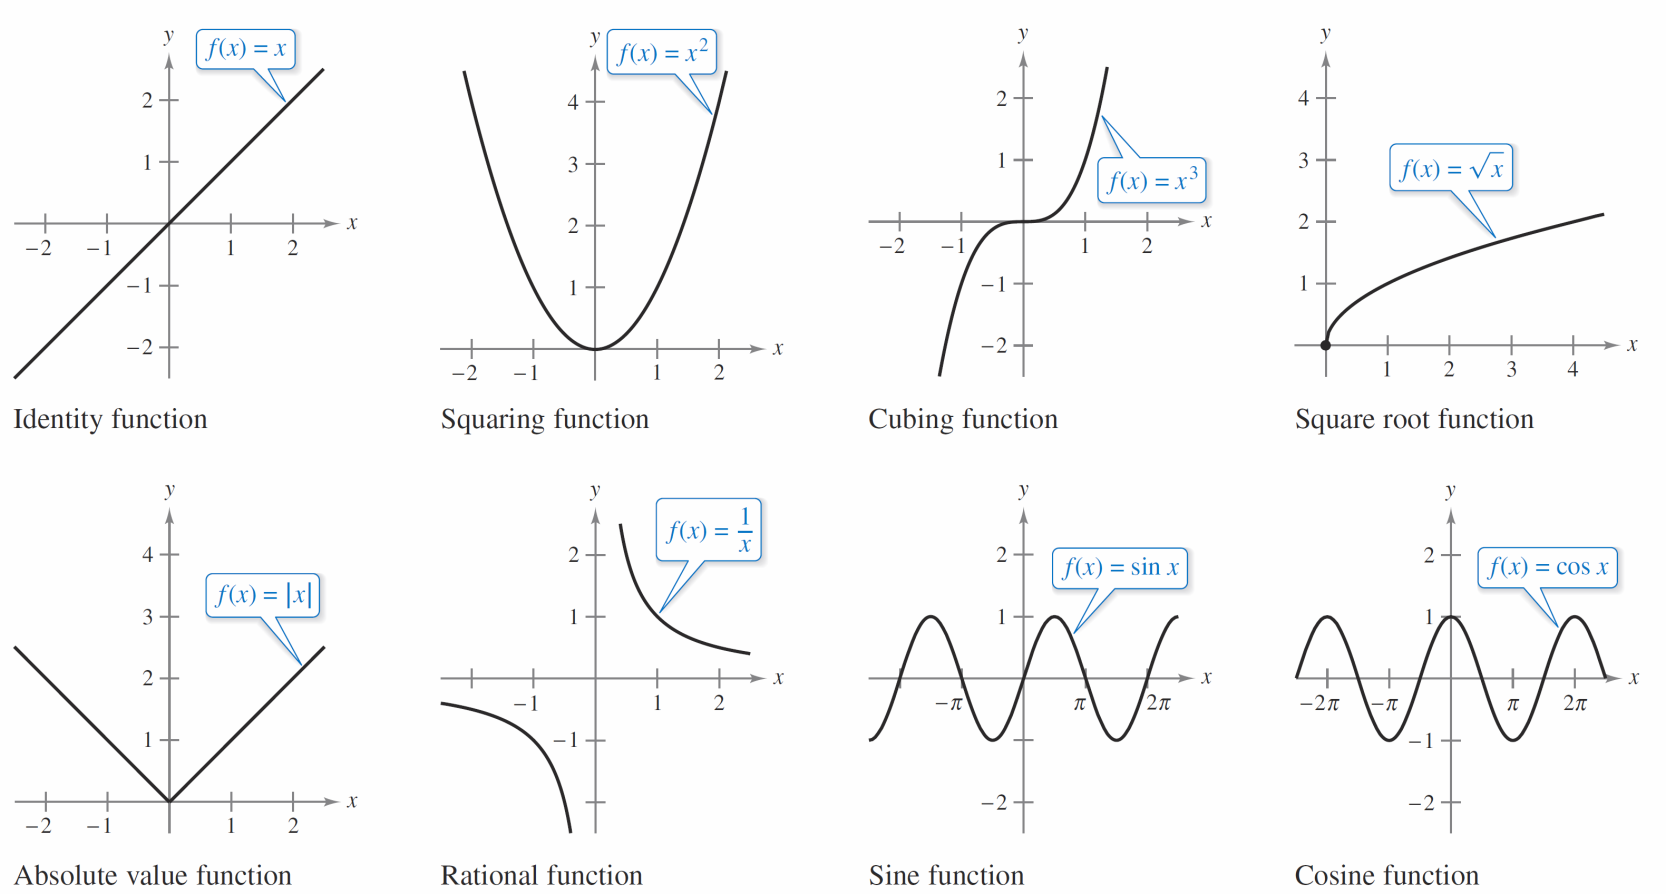 y
f(x) = x
2
1
−2 −1 1 2 x
−1
−2
Identity function
y
f(x) = x²
4
3
2
1
−2 −1 1 2 x
Squaring function
y
2
1
f(x) = x³
−2 −1 1 2 x
−1
−2
Cubing function
y
4
3
f(x) = √x
2
1
1 2 3 4 x
Square root function
y
4
f(x) = |x|
3
2
1
−2 −1 1 2 x
Absolute value function
y
f(x) = 1/x
2
1
−1 1 2 x
−1
Rational function
y
2
f(x) = sin x
1
−π π 2π x
−2
Sine function
y
2
f(x) = cos x
1
−2π −π π 2π x
−1
−2
Cosine function